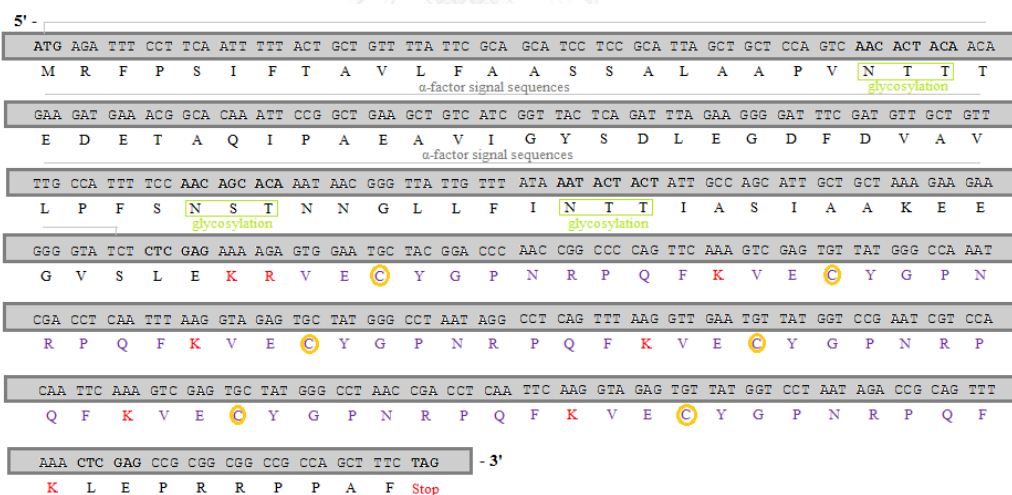 5' -
ATG AGA TTT CCT TCA ATT TTT ACT GCT GTT TTA TTC GCA GCA TCC TCC GCA TTA GCT GCT CCA GTC AAC ACT ACA ACA
M R F P S I F T A V L F A A S S A L A A P V N T T T
α-factor signal sequences glycosylation
GAA GAT GAA ACG GCA CAA ATT CCG GCT GAA GCT GTC ATC GGT TAC TCA GAT TTA GAA GGG GAT TTC GAT GTT GCT GTT
E D E T A Q I P A E A V I G Y S D L E G D F D V A V
α-factor signal sequences
TTG CCA TTT TCC AAC AGC ACA AAT AAC GGG TTA TTG TTT ATA AAT ACT ACT ATT GCC AGC ATT GCT GCT AAA GAA GAA
L P F S N S T N N G L L F I N T T I A S I A A K E E
glycosylation glycosylation
GGG GTA TCT CTC GAG AAA AGA GTG GAA TGC TAC GGA CCC AAC CGG CCC CAG TTC AAA GTC GAG TGT TAT GGG CCA AAT
G V S L E K R V E C Y G P N R P Q F K V E C Y G P N
CGA CCT CAA TTT AAG GTA GAG TGC TAT GGG CCT AAT AGG CCT CAG TTT AAG GTT GAA TGT TAT GGT CCG AAT CGT CCA
R P Q F K V E C Y G P N R P Q F K V E C Y G P N R P
CAA TTC AAA GTC GAG TGC TAT GGG CCT AAC CGA CCT CAA TTC AAG GTA GAG TGT TAT GGT CCT AAT AGA CCG CAG TTT
Q F K V E C Y G P N R P Q F K V E C Y G P N R P Q F
AAA CTC GAG CCG CGG CGG CCG CCA GCT TTC TAG - 3'
K L E P R R P P A F Stop